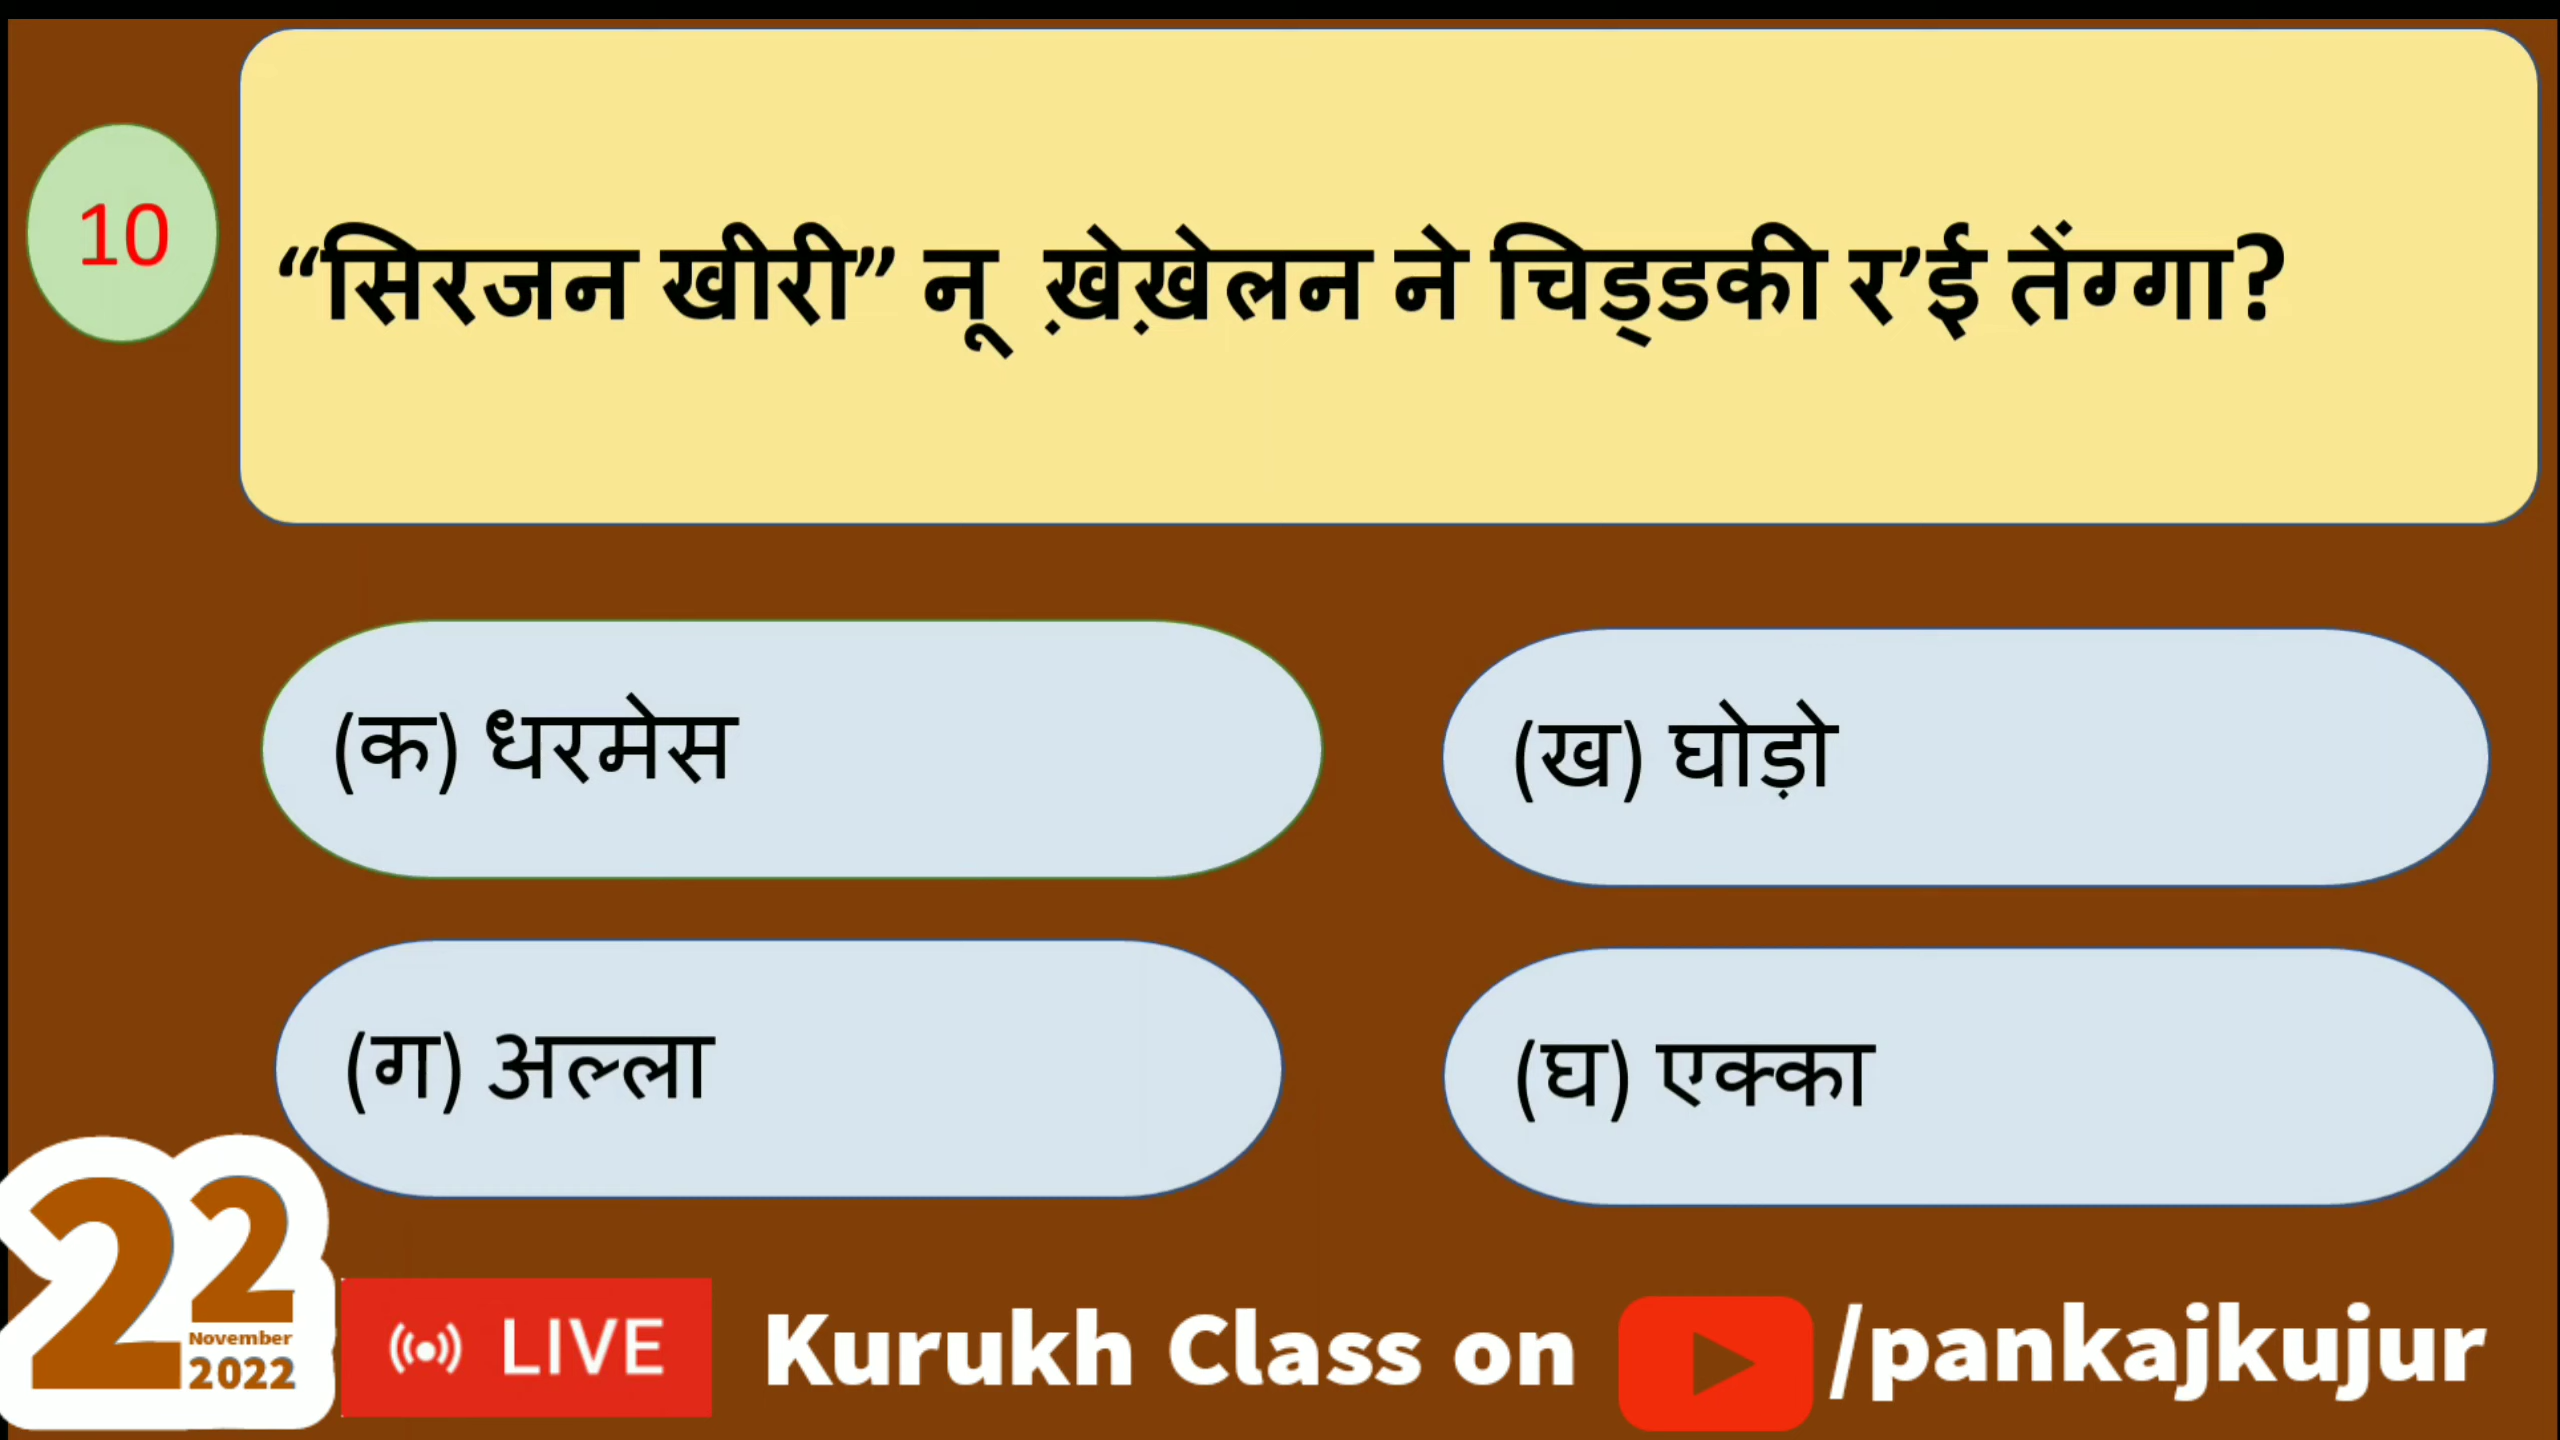 10
“सिरजन खीरी” नू ख़ेख़ेलन ने चिड्डकी र’ई तेंग्गा?
(क) धरमेस
(ख) घोड़ो
(ग) अल्ला
(घ) एक्का
22
November
2022
LIVE
Kurukh Class on
/pankajkujur